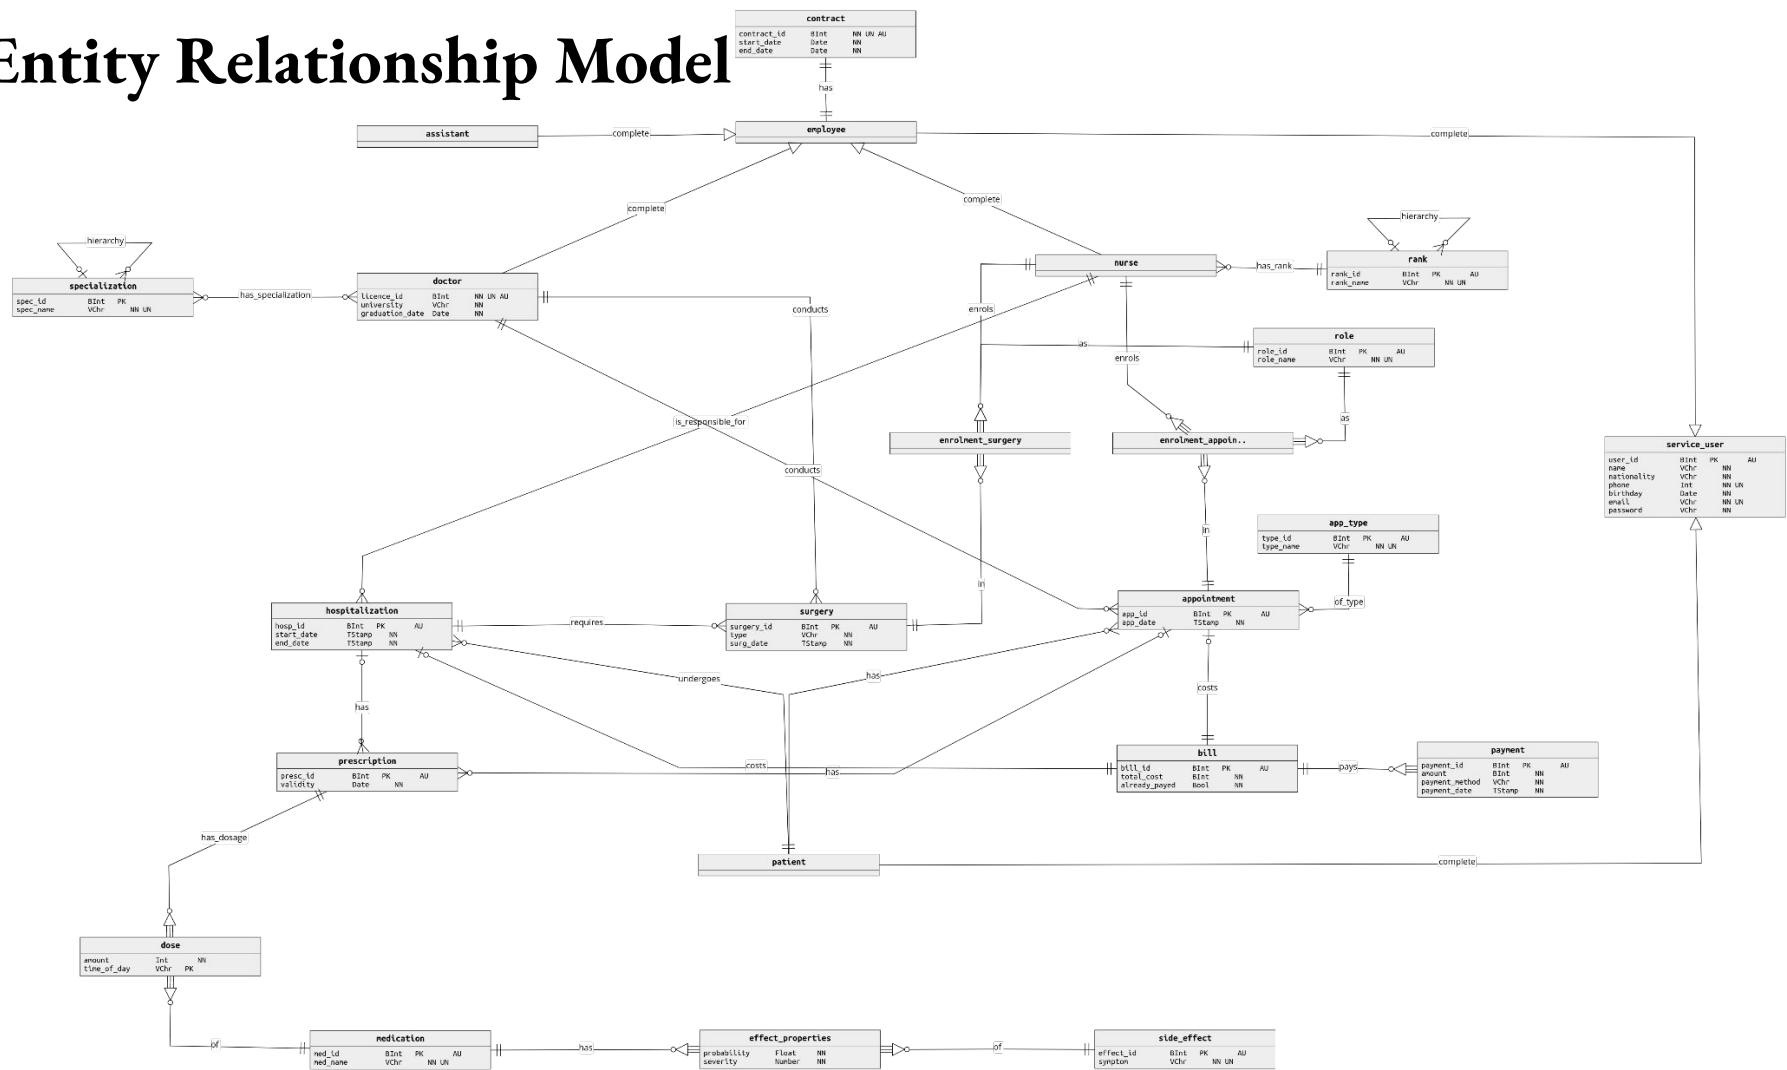 Entity Relationship Model
contract
contract_id BInt NN UN AU
start_date Date NN
end_date Date NN
has
assistant
complete
employee
complete
complete
complete
hierarchy
hierarchy
specialization
spec_id BInt PK
spec_name VChr NN UN
has_specialization
doctor
licence_id BInt NN UN AU
university VChr NN
graduation_date Date NN
conducts
nurse
has_rank
rank
rank_id BInt PK AU
rank_name VChr NN UN
enrols
as
enrols
role
role_id BInt PK AU
role_name VChr NN UN
as
is_responsible_for
conducts
enrolment_surgery
enrolment_appoin..
service_user
user_id BInt PK AU
name VChr NN
nationality VChr NN
phone Int NN UN
birthday Date NN
email VChr NN UN
password VChr NN
in
in
app_type
type_id BInt PK AU
type_name VChr NN UN
of_type
hospitalization
hosp_id BInt PK AU
start_date TStamp NN
end_date TStamp NN
requires
surgery
surgery_id BInt PK AU
type VChr NN
surg_date TStamp NN
appointment
app_id BInt PK AU
app_date TStamp NN
undergoes
has
costs
has
prescription
presc_id BInt PK AU
validity Date NN
costs
has
bill
bill_id BInt PK AU
total_cost BInt NN
already_payed Bool NN
pays
payment
payment_id BInt PK AU
amount BInt NN
payment_method VChr NN
payment_date TStamp NN
has_dosage
patient
complete
dose
amount Int NN
time_of_day VChr PK
of
medication
med_id BInt PK AU
med_name VChr NN UN
has
effect_properties
probability Float NN
severity Number NN
of
side_effect
effect_id BInt PK AU
symptom VChr NN UN